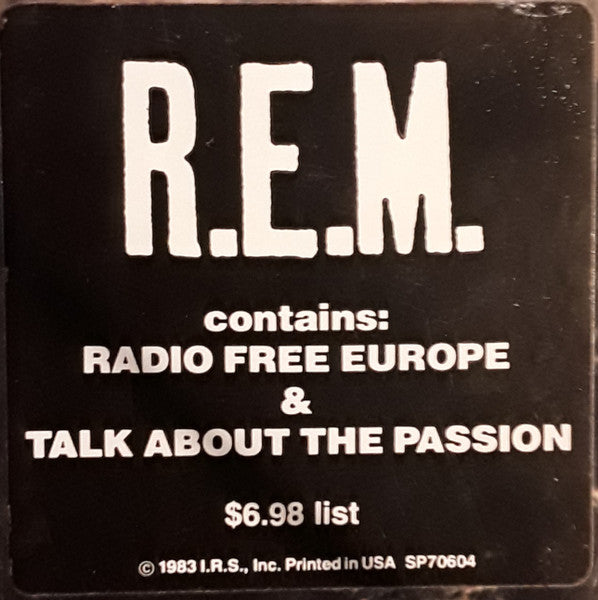 R.E.M.
contains:
RADIO FREE EUROPE
&
TALK ABOUT THE PASSION
$6.98 list
© 1983 I.R.S., Inc. Printed in USA SP70604